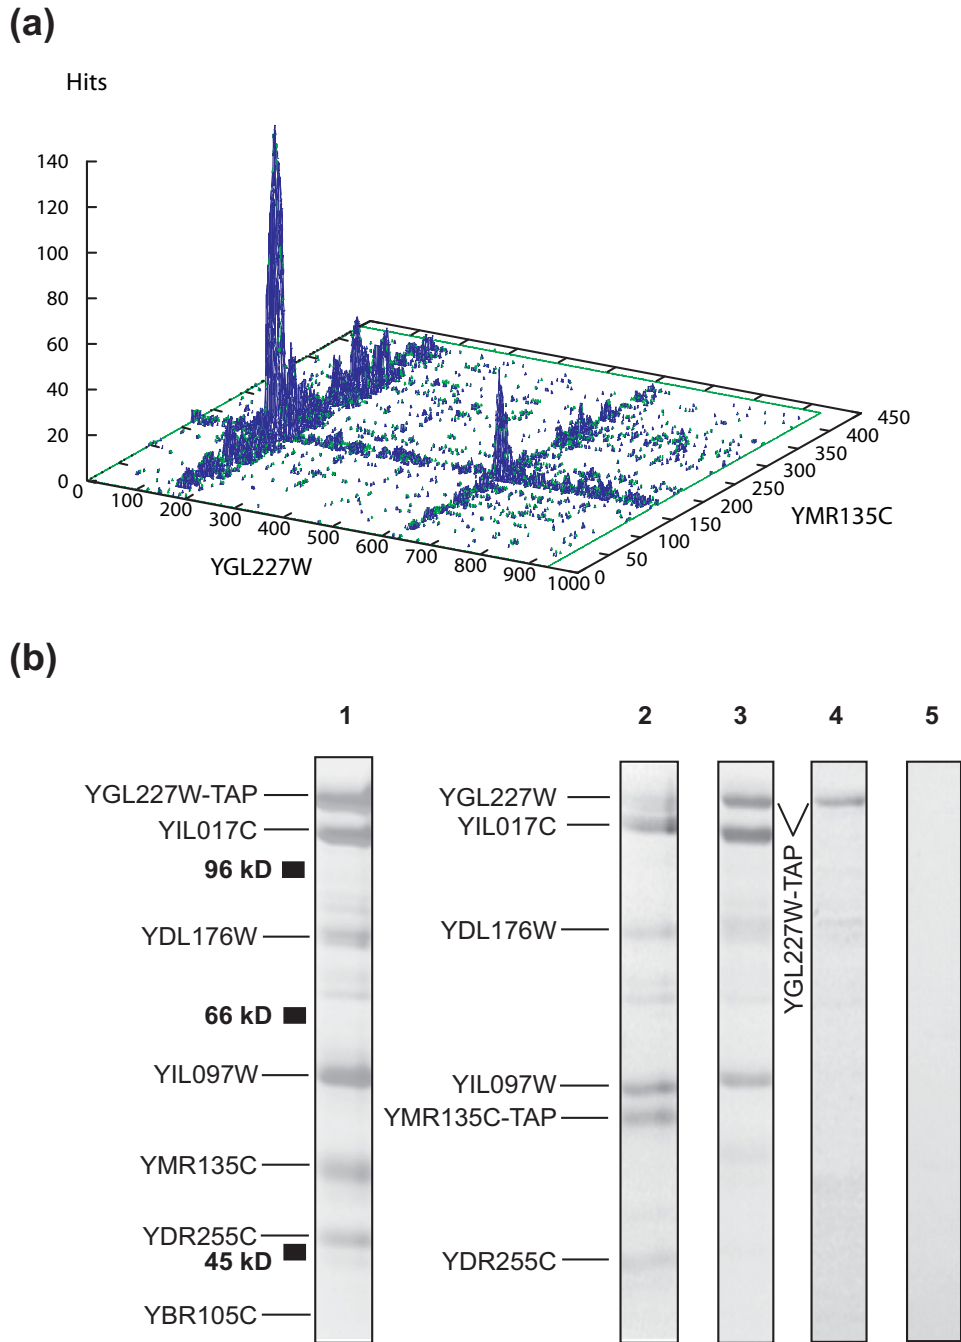 (a)
Hits
140
120
100
80
60
40
20
0
0 100 200 300 400 500 600 700 800 900 1000
YGL227W
0 50 100 150 200 250 300 350 400 450
YMR135C
(b)
1 2 3 4 5
YGL227W-TAP
YIL017C
96 kD
YDL176W
66 kD
YIL097W
YMR135C
YDR255C
45 kD
YBR105C
YGL227W
YIL017C
YDL176W
YIL097W
YMR135C-TAP
YDR255C
YGL227W-TAP